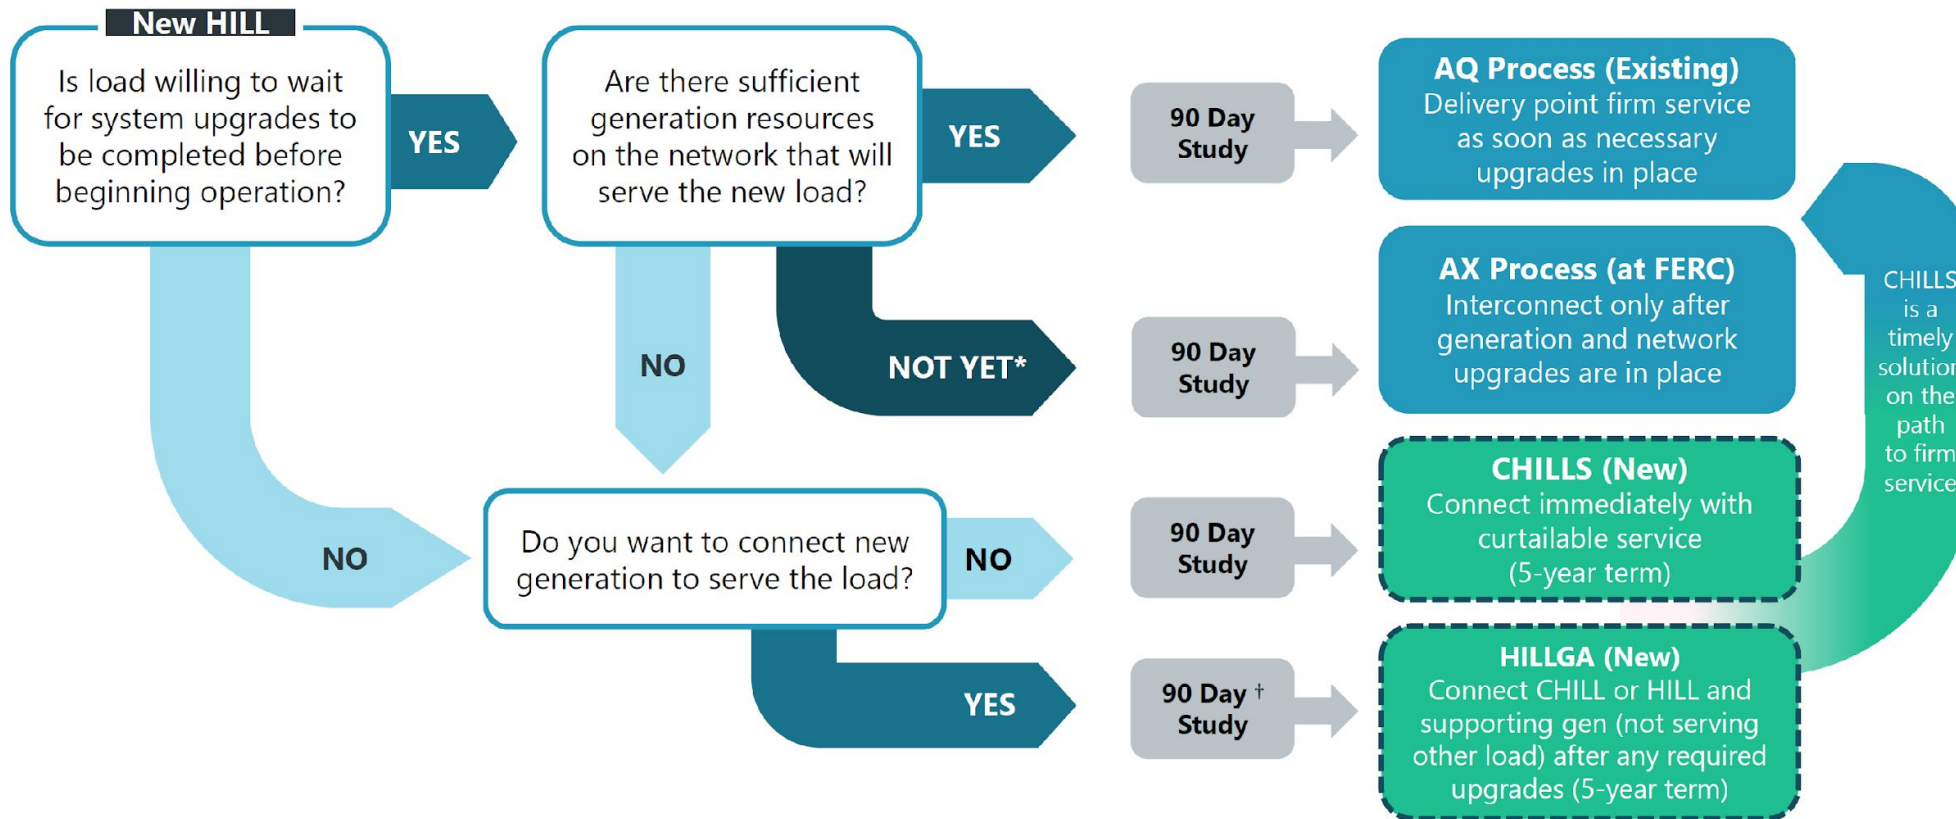 New HILL
Is load willing to wait
for system upgrades to
be completed before
beginning operation?
YES
Are there sufficient
generation resources
on the network that will
serve the new load?
YES
90 Day
Study
AQ Process (Existing)
Delivery point firm service
as soon as necessary
upgrades in place
NO
NOT YET*
90 Day
Study
AX Process (at FERC)
Interconnect only after
generation and network
upgrades are in place
CHILLS
is a
timely
solution
on the
path
to firm
service
NO
Do you want to connect new
generation to serve the load?
NO
90 Day
Study
CHILLS (New)
Connect immediately with
curtailable service
(5-year term)
YES
90 Day †
Study
HILLGA (New)
Connect CHILL or HILL and
supporting gen (not serving
other load) after any required
upgrades (5-year term)